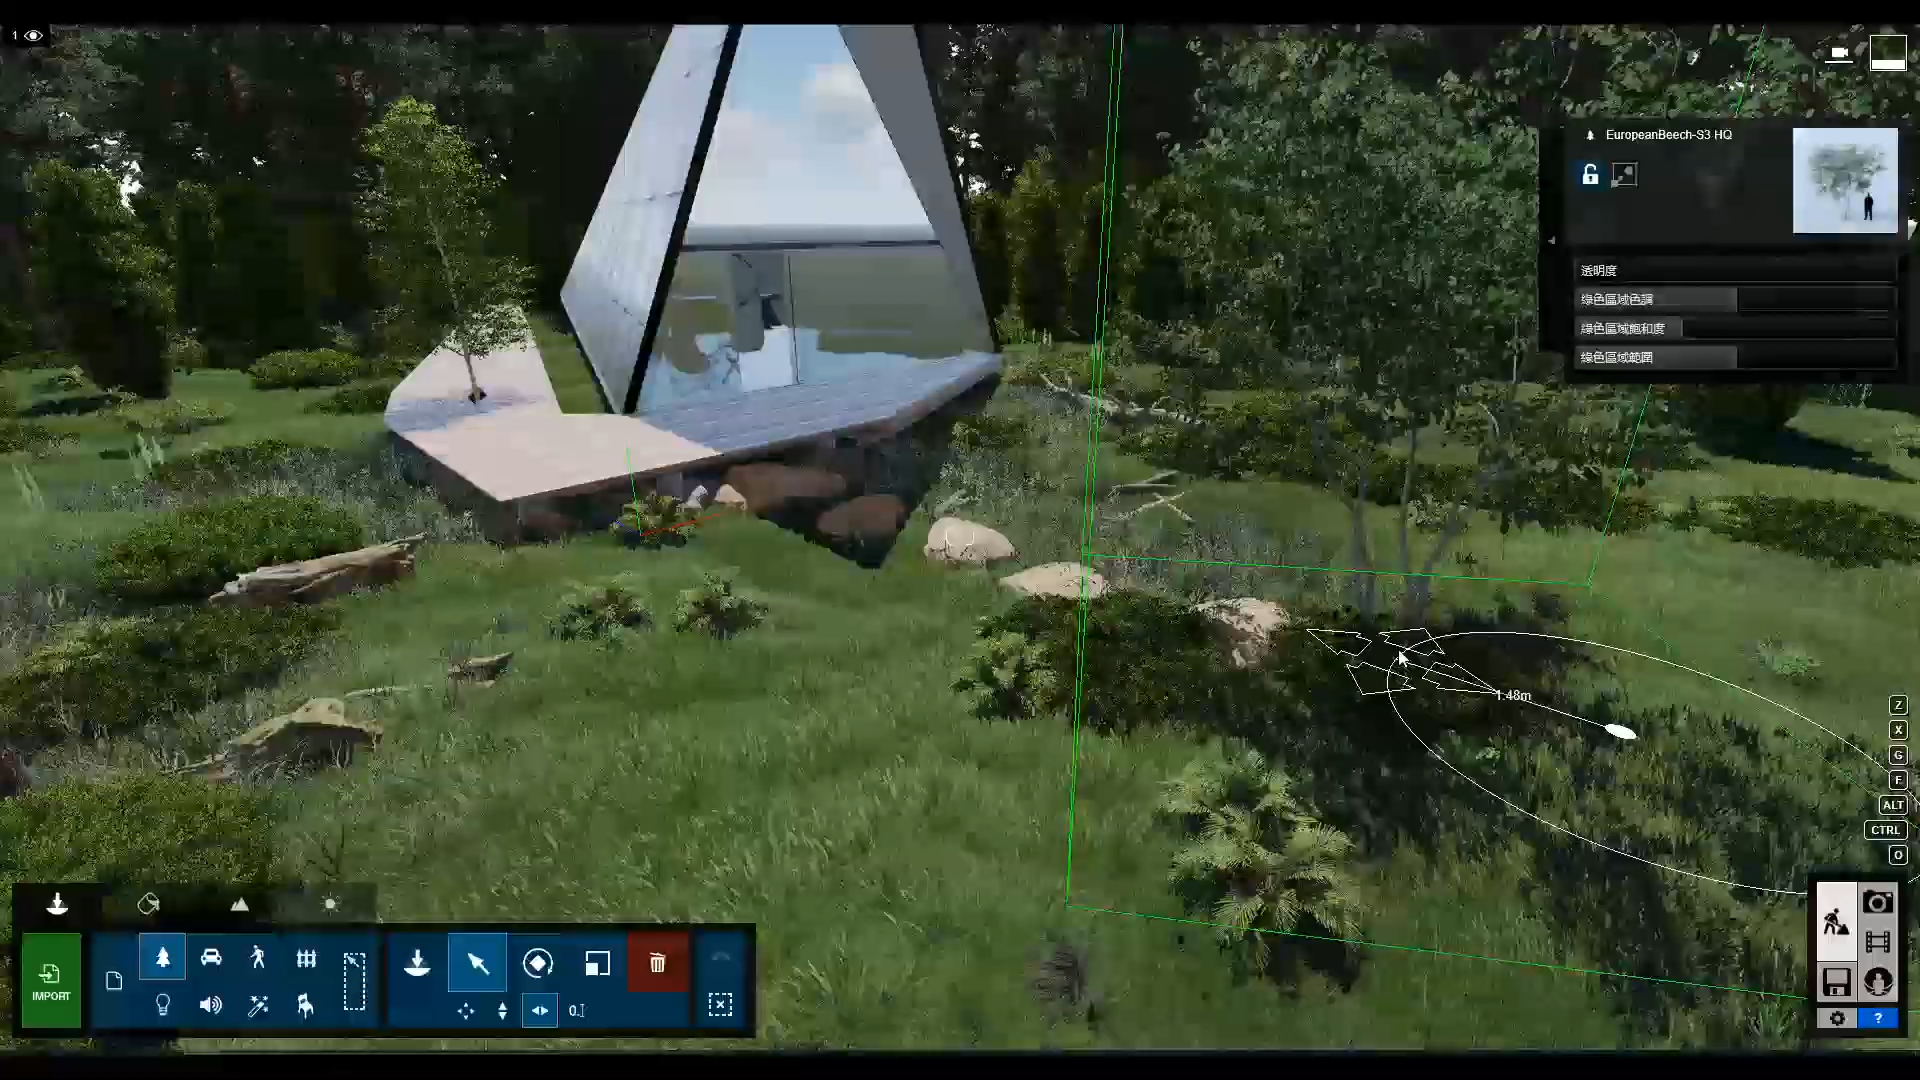 1
EuropeanBeech-S3 HQ
透明度
綠色區域色調
綠色區域飽和度
綠色區域範圍
1.48m
Z
X
G
F
ALT
CTRL
O
IMPORT
?